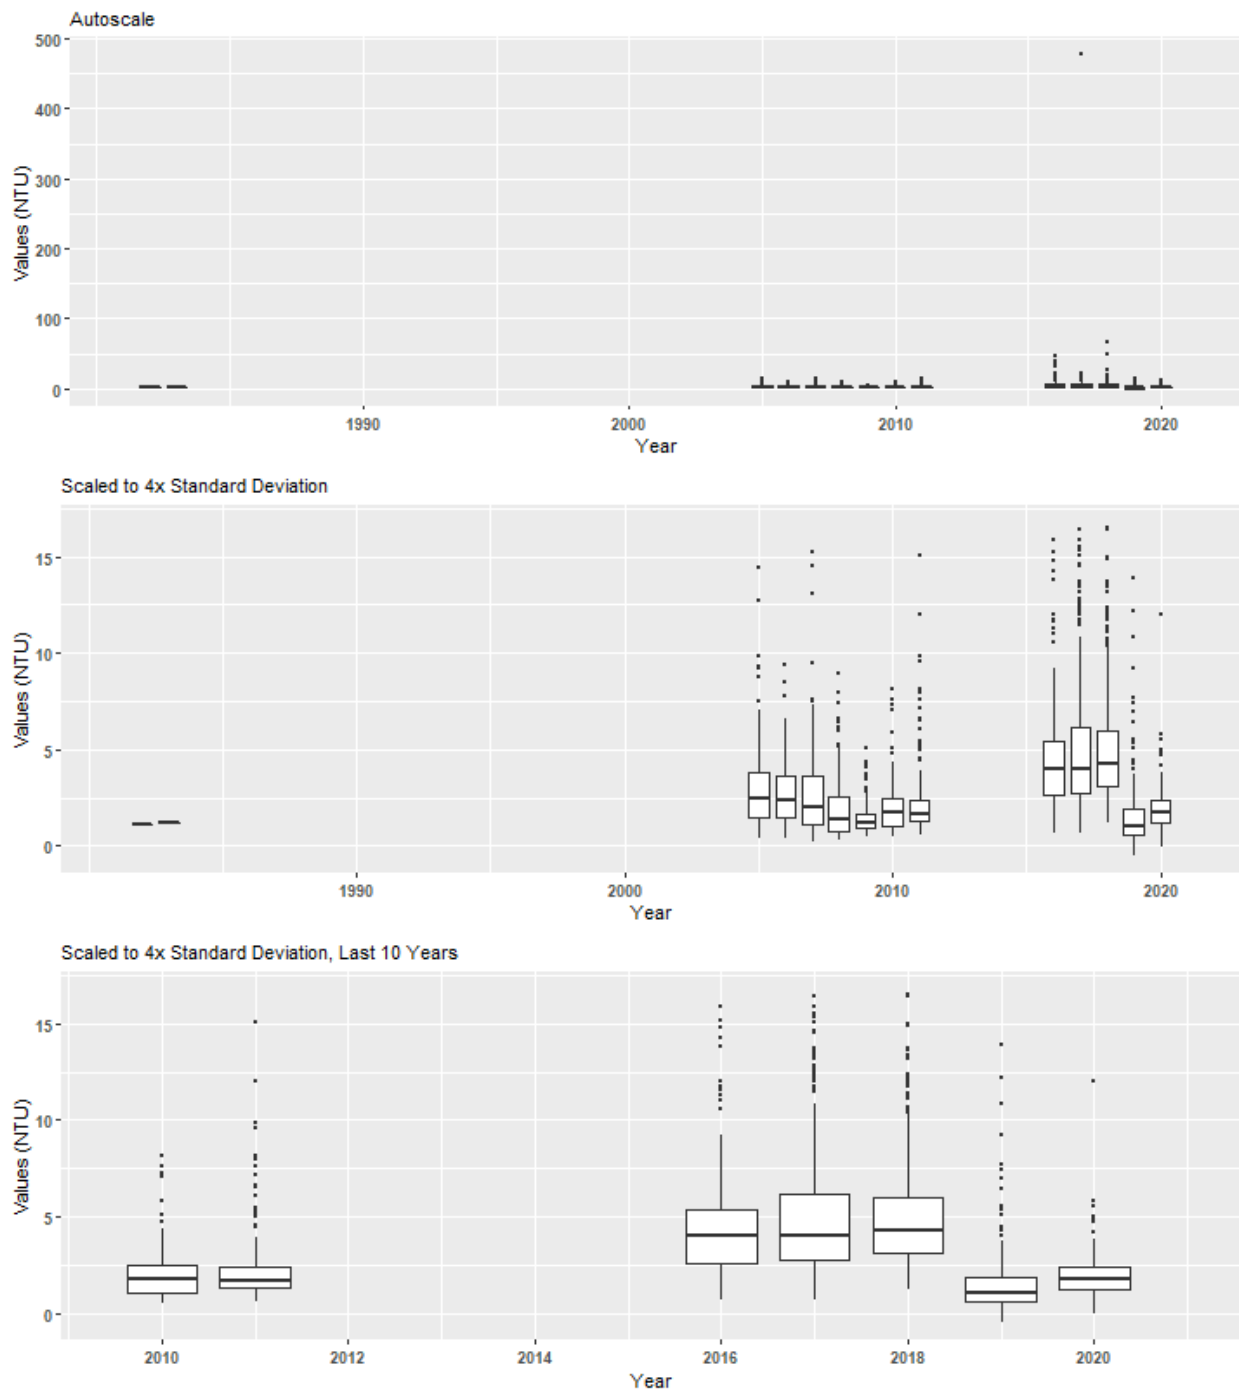 Autoscale
500
400
300
200
100
0
Values (NTU)
1990 2000 2010 2020
Year
Scaled to 4x Standard Deviation
15
10
5
0
Values (NTU)
1990 2000 2010 2020
Year
Scaled to 4x Standard Deviation, Last 10 Years
15
10
5
0
Values (NTU)
2010 2012 2014 2016 2018 2020
Year